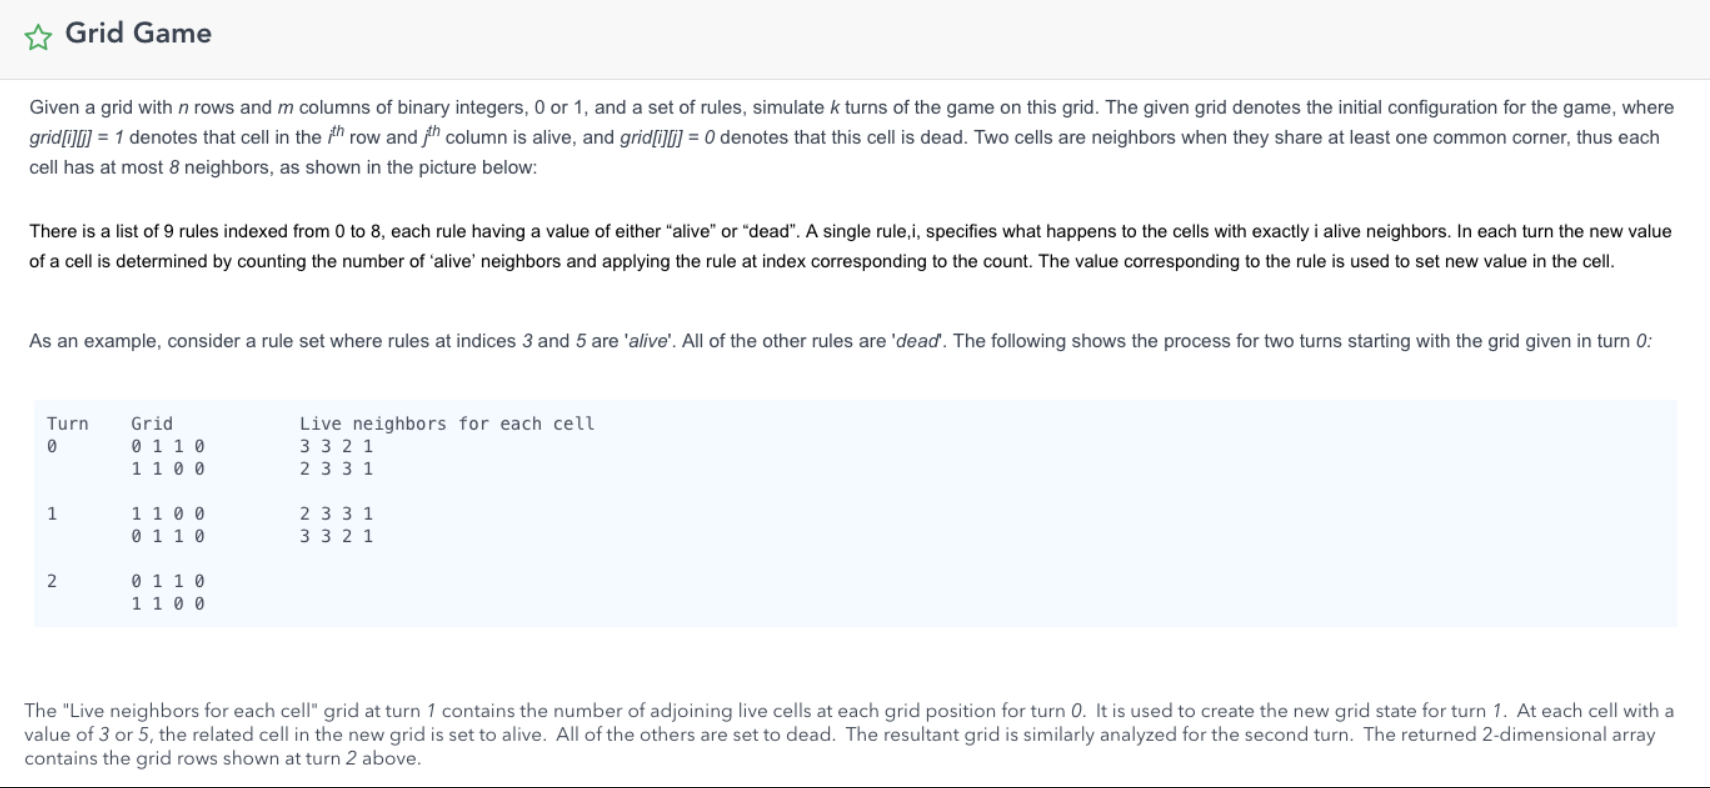 Grid Game
Given a grid with n rows and m columns of binary integers, 0 or 1, and a set of rules, simulate k turns of the game on this grid. The given grid denotes the initial configuration for the game, where
grid[i][j] = 1 denotes that cell in the ith row and jth column is alive, and grid[i][j] = 0 denotes that this cell is dead. Two cells are neighbors when they share at least one common corner, thus each
cell has at most 8 neighbors, as shown in the picture below:
There is a list of 9 rules indexed from 0 to 8, each rule having a value of either “alive” or “dead”. A single rule,i, specifies what happens to the cells with exactly i alive neighbors. In each turn the new value
of a cell is determined by counting the number of ‘alive’ neighbors and applying the rule at index corresponding to the count. The value corresponding to the rule is used to set new value in the cell.
As an example, consider a rule set where rules at indices 3 and 5 are 'alive'. All of the other rules are 'dead'. The following shows the process for two turns starting with the grid given in turn 0:
Turn Grid Live neighbors for each cell
0 0 1 1 0 3 3 2 1
1 1 0 0 2 3 3 1
1 1 1 0 0 2 3 3 1
0 1 1 0 3 3 2 1
2 0 1 1 0
1 1 0 0
The "Live neighbors for each cell" grid at turn 1 contains the number of adjoining live cells at each grid position for turn 0. It is used to create the new grid state for turn 1. At each cell with a
value of 3 or 5, the related cell in the new grid is set to alive. All of the others are set to dead. The resultant grid is similarly analyzed for the second turn. The returned 2-dimensional array
contains the grid rows shown at turn 2 above.